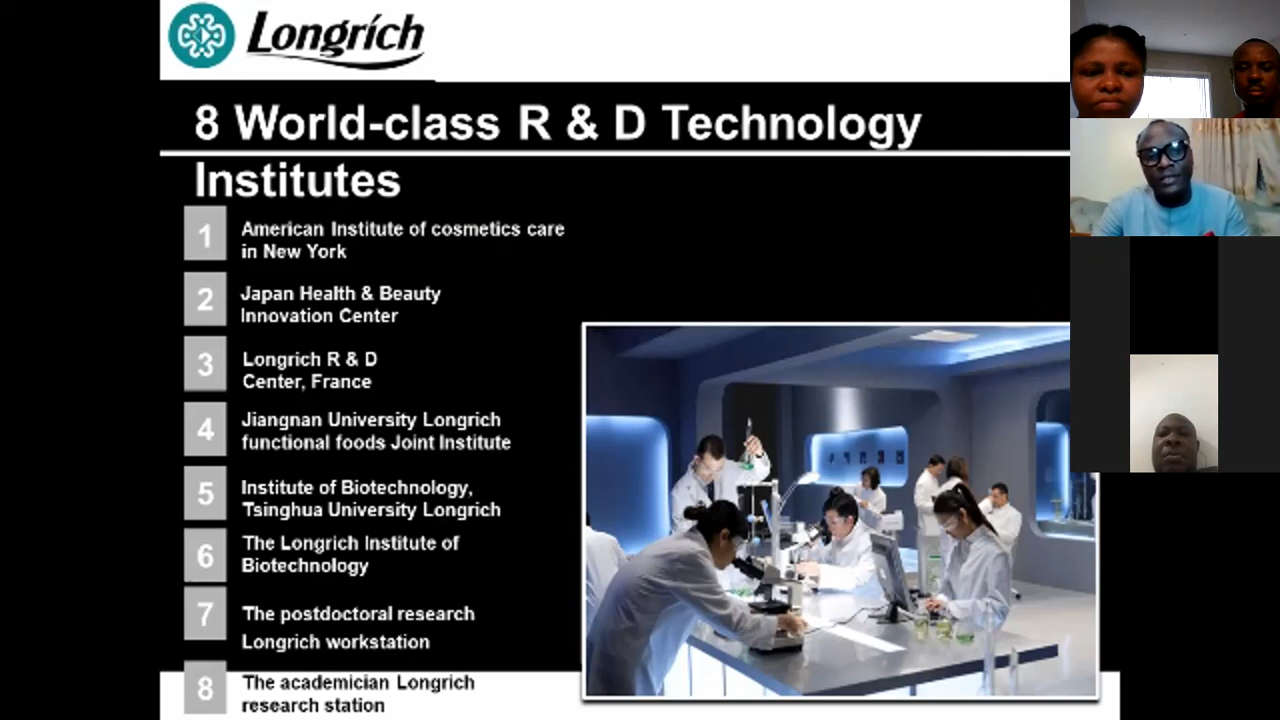 Longrích
8 World-class R & D Technology
Institutes
1
American Institute of cosmetics care
in New York
2
Japan Health & Beauty
Innovation Center
3
Longrich R & D
Center, France
4
Jiangnan University Longrich
functional foods Joint Institute
5
Institute of Biotechnology,
Tsinghua University Longrich
6
The Longrich Institute of
Biotechnology
7
The postdoctoral research
Longrich workstation
8
The academician Longrich
research station